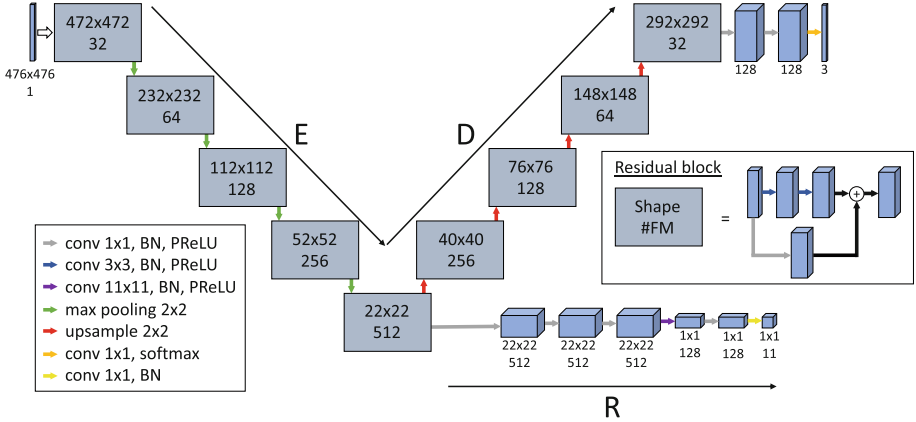 476x476
1
472x472
32
232x232
64
112x112
128
52x52
256
22x22
512
E
D
40x40
256
76x76
128
148x148
64
292x292
32
128
128
3
Residual block
Shape
#FM
=
+
conv 1x1, BN, PReLU
conv 3x3, BN, PReLU
conv 11x11, BN, PReLU
max pooling 2x2
upsample 2x2
conv 1x1, softmax
conv 1x1, BN
22x22
512
22x22
512
22x22
512
1x1
128
1x1
128
1x1
11
R